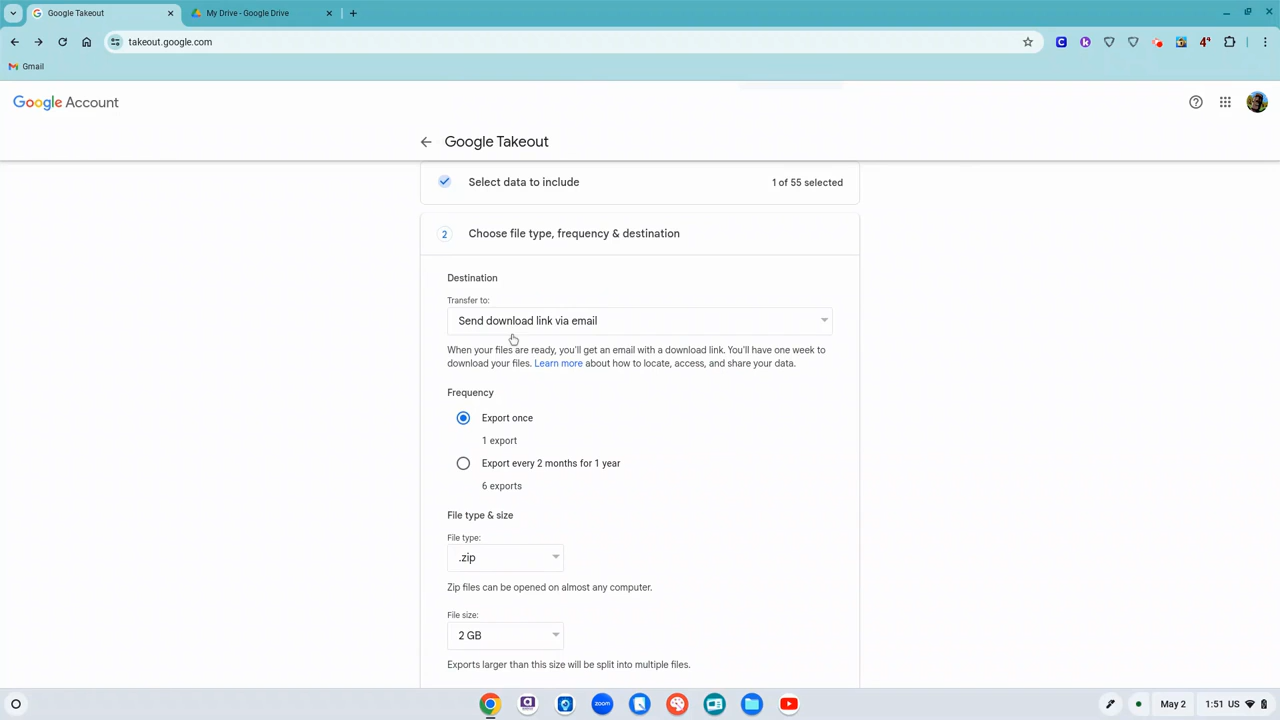 Google Takeout
My Drive - Google Drive
takeout.google.com
Gmail
Google Account
Google Takeout
Select data to include
1 of 55 selected
2
Choose file type, frequency & destination
Destination
Transfer to:
Send download link via email
When your files are ready, you'll get an email with a download link. You'll have one week to
download your files. Learn more about how to locate, access, and share your data.
Frequency
Export once
1 export
Export every 2 months for 1 year
6 exports
File type & size
File type:
.zip
Zip files can be opened on almost any computer.
File size:
2 GB
Exports larger than this size will be split into multiple files.
zoom
May 2
1:51 US